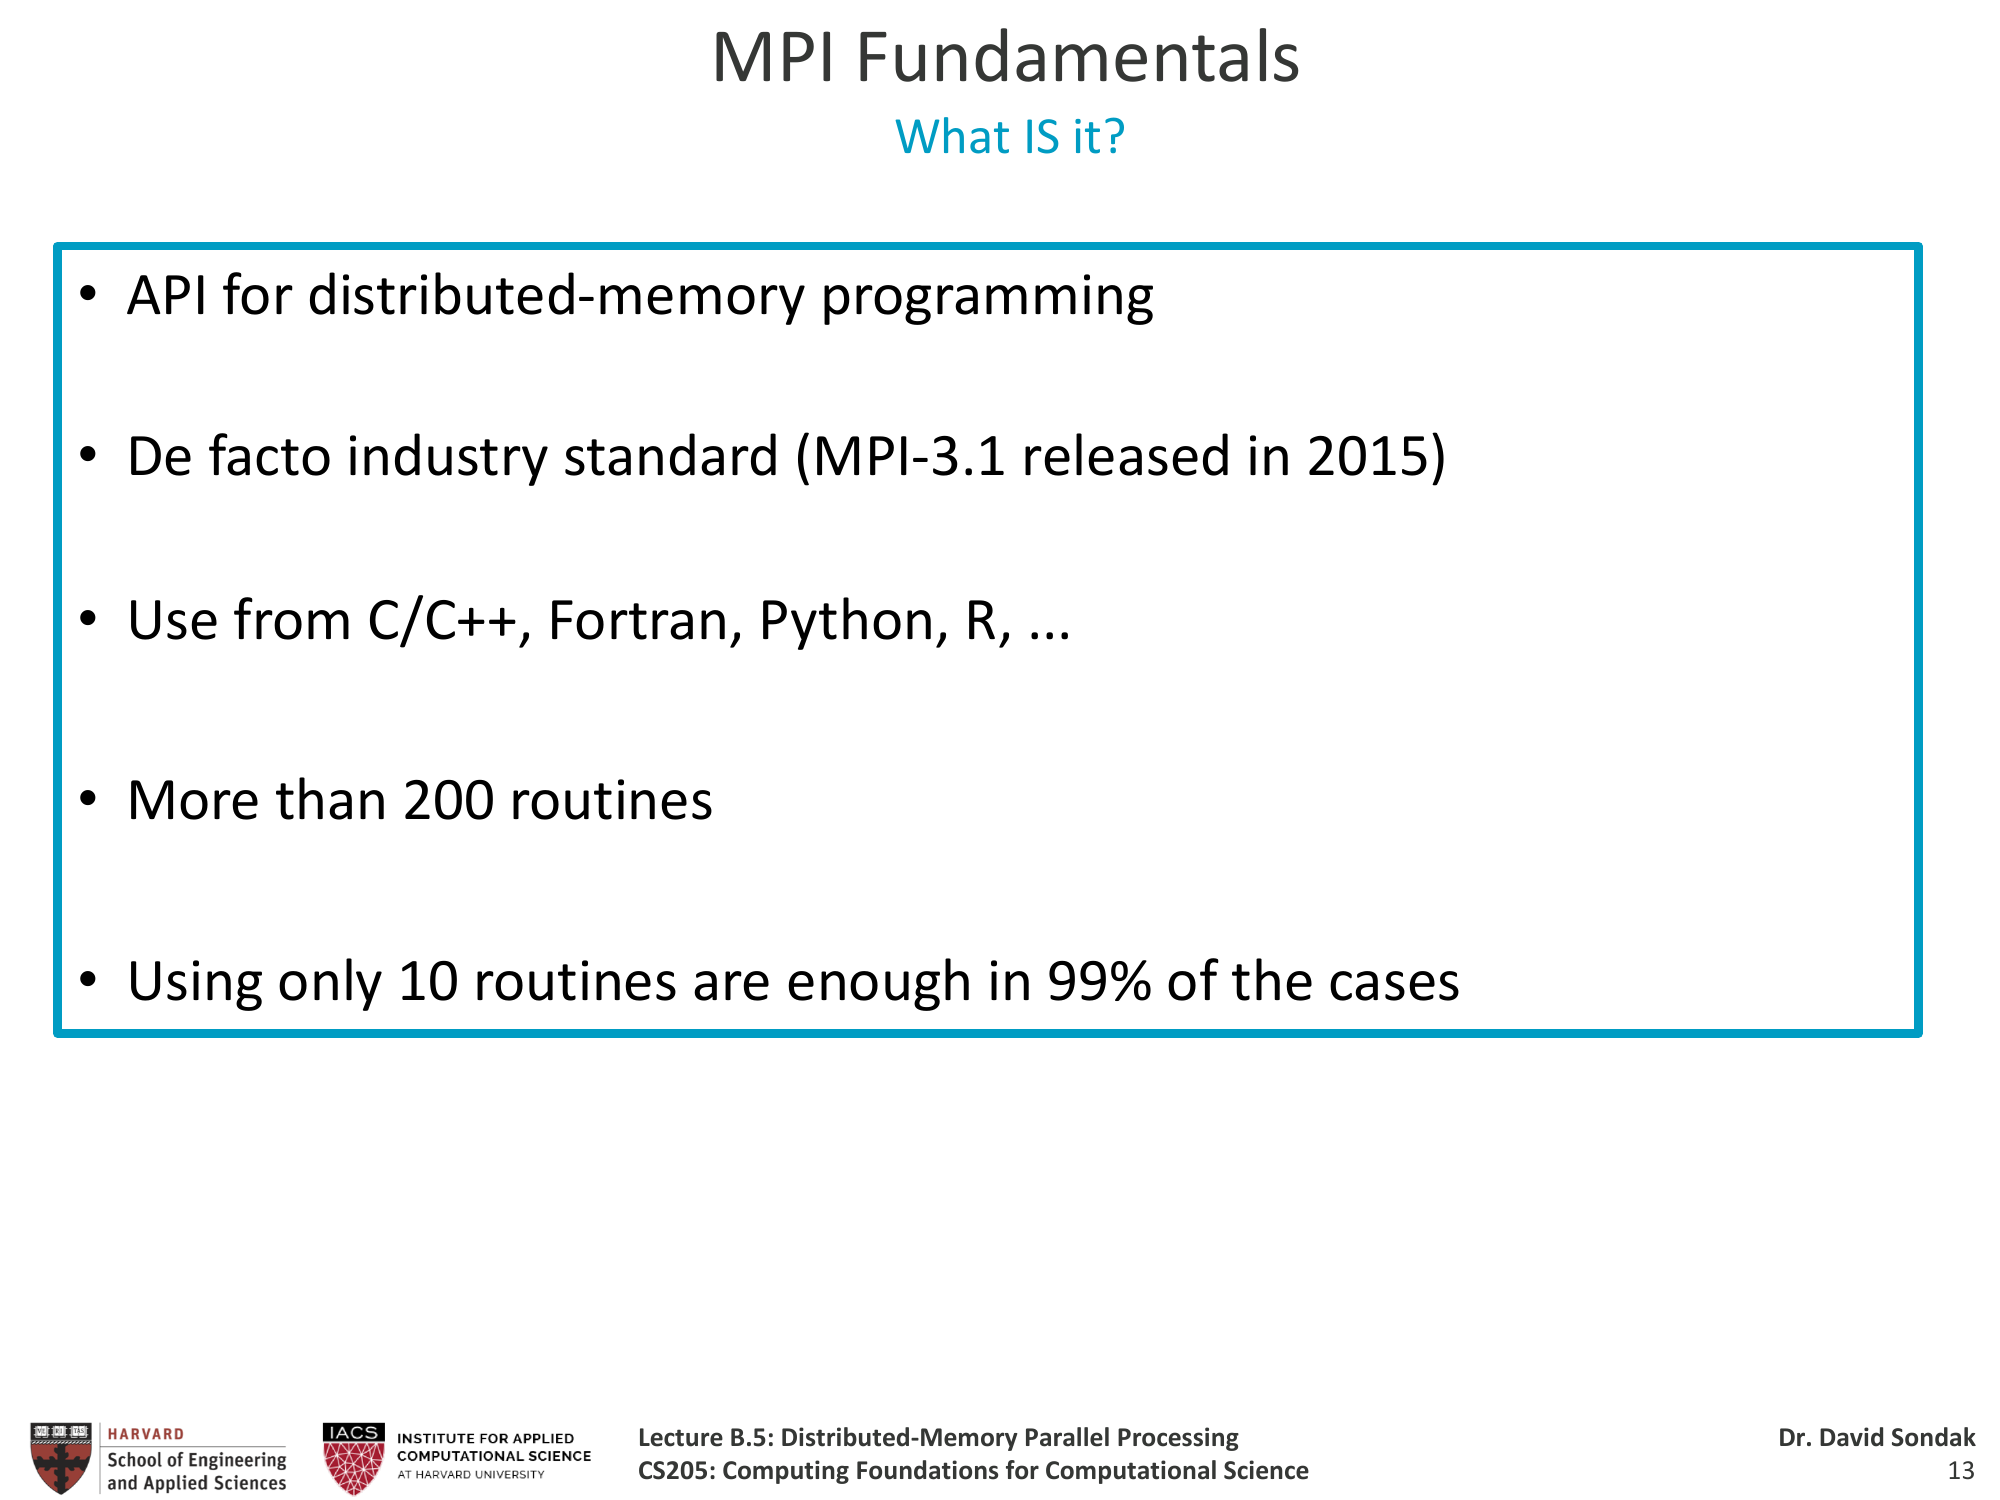 MPI Fundamentals
What IS it?
• API for distributed-memory programming
• De facto industry standard (MPI-3.1 released in 2015)
• Use from C/C++, Fortran, Python, R, ...
• More than 200 routines
• Using only 10 routines are enough in 99% of the cases
HARVARD
School of Engineering
and Applied Sciences
IACS
INSTITUTE FOR APPLIED
COMPUTATIONAL SCIENCE
AT HARVARD UNIVERSITY
Lecture B.5: Distributed-Memory Parallel Processing
CS205: Computing Foundations for Computational Science
Dr. David Sondak
13